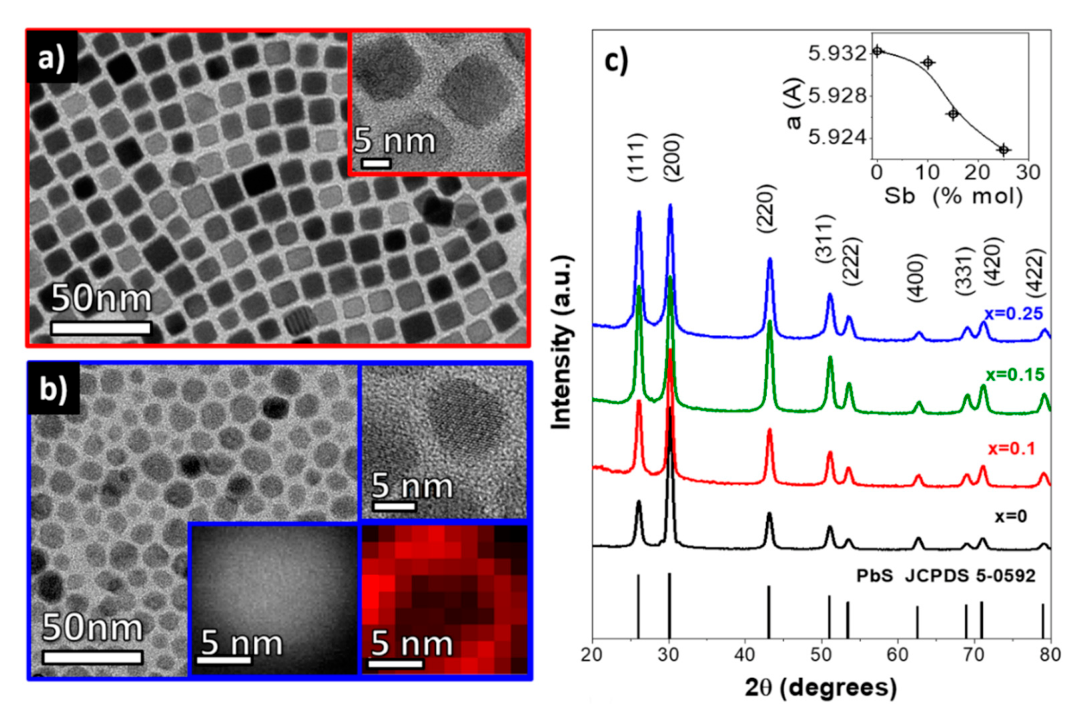 a)
5 nm
50nm
b)
5 nm
50nm
5 nm
5 nm
c)
a (A)
5.932
5.928
5.924
0 10 20 30
Sb (% mol)
(111)
(200)
(220)
(311)
(222)
(400)
(331)
(420)
(422)
x=0.25
x=0.15
x=0.1
x=0
PbS JCPDS 5-0592
Intensity (a.u.)
20 30 40 50 60 70 80
2θ (degrees)